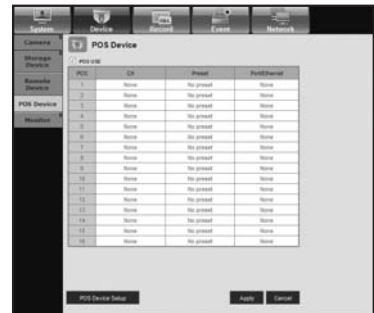 System Device Record Event Network
Camera
Storage Device
Remote Device
POS Device
Monitor
POS Device
POS USE
POS CH Preset Port/Ethernet
1 None No preset None
2 None No preset None
3 None No preset None
4 None No preset None
5 None No preset None
6 None No preset None
7 None No preset None
8 None No preset None
9 None No preset None
10 None No preset None
11 None No preset None
12 None No preset None
13 None No preset None
14 None No preset None
15 None No preset None
16 None No preset None
POS Device Setup Apply Cancel